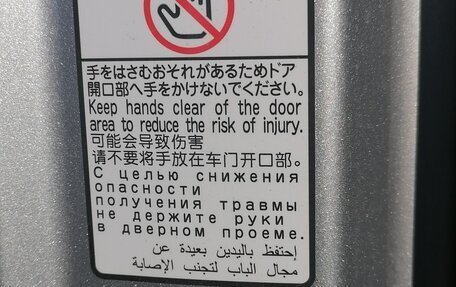 手をはさむおそれがあるためドア
開口部へ手をかけないでください。
Keep hands clear of the door
area to reduce the risk of injury.
可能会导致伤害
请不要将手放在车门开口部。
С целью снижения
опасности
получения травмы
не держите руки
в дверном проеме.
إحتفظ باليدين بعيدة عن
مجال الباب لتجنب الإصابة